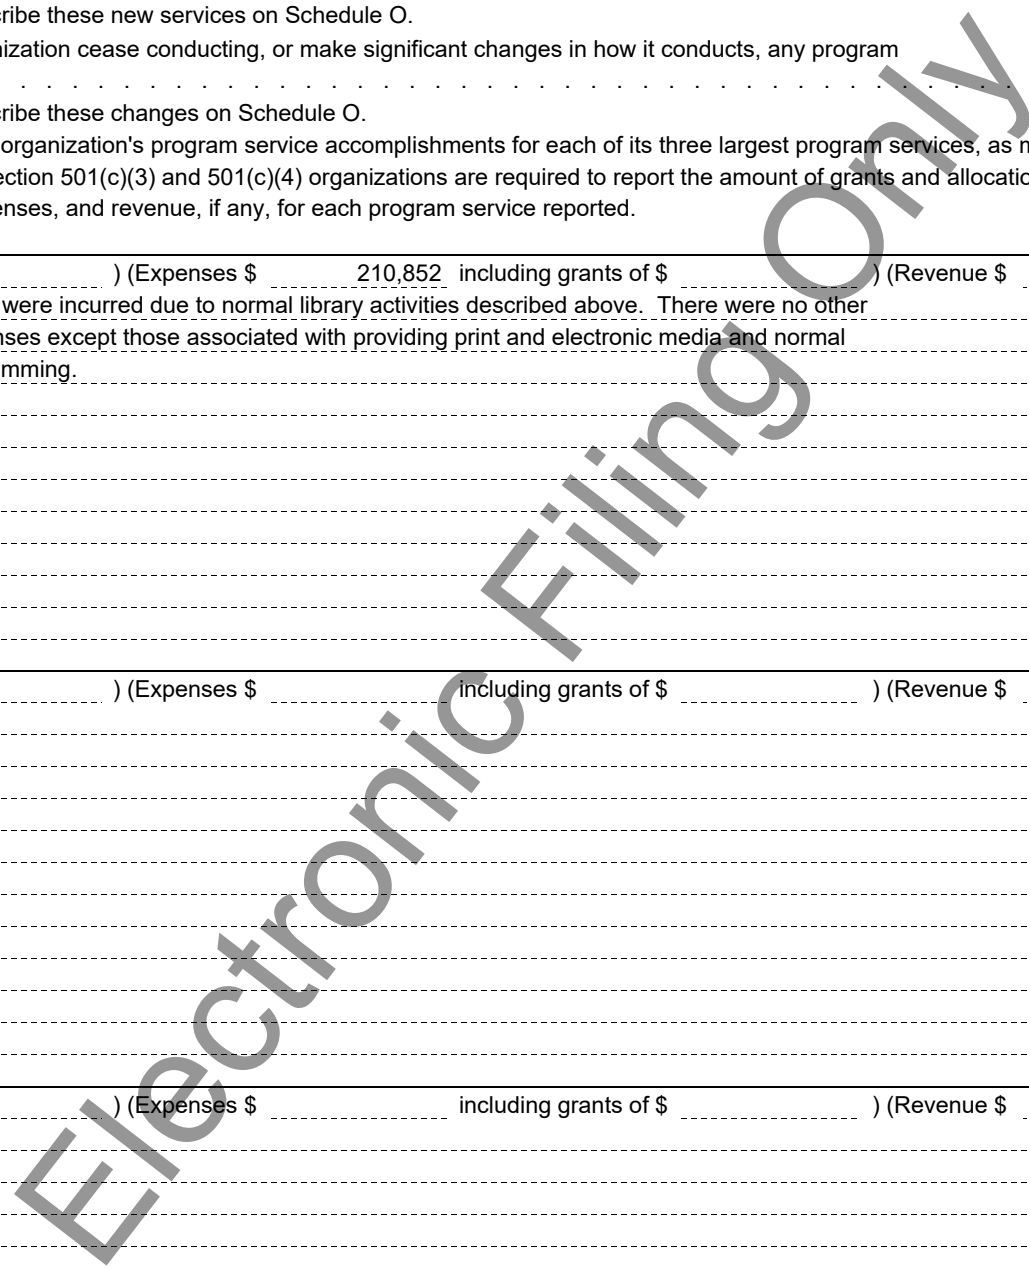 ribe these new services on Schedule O.
nization cease conducting, or make significant changes in how it conducts, any program
. . . . . . . . . . . . . . . . . . . . . . . . . . . . . . . . . . . . . . .
ribe these changes on Schedule O.
organization's program service accomplishments for each of its three largest program services, as m
ection 501(c)(3) and 501(c)(4) organizations are required to report the amount of grants and allocatio
enses, and revenue, if any, for each program service reported.
) (Expenses $ 210,852 including grants of $ ) (Revenue $
were incurred due to normal library activities described above. There were no other
nses except those associated with providing print and electronic media and normal
mming.
) (Expenses $ including grants of $ ) (Revenue $
) (Expenses $ including grants of $ ) (Revenue $
Electronic Filing Only